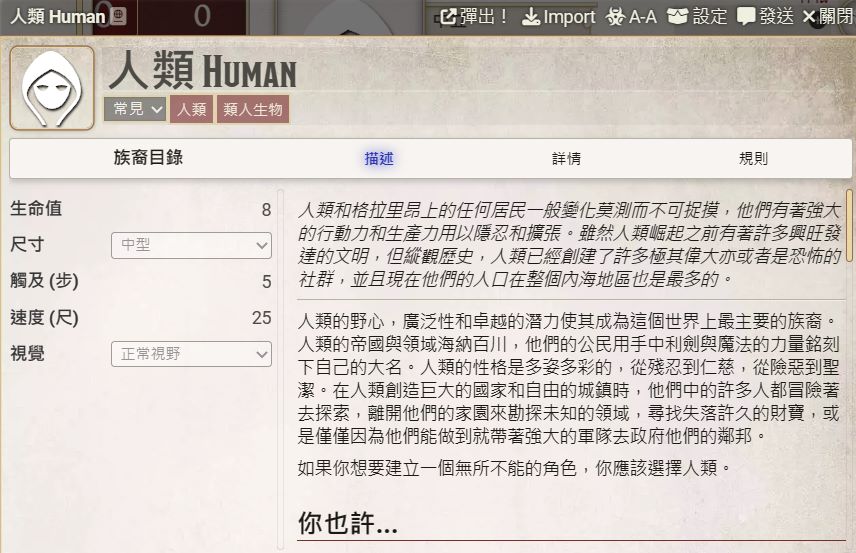 人類 Human
0
0
彈出！
Import
A-A
設定
發送
關閉
人類 HUMAN
常見
人類
類人生物
族裔目錄
描述
詳情
規則
生命值 8
尺寸 中型
觸及 (步) 5
速度 (尺) 25
視覺 正常視野
人類和格拉里昂上的任何居民一般變化莫測而不可捉摸，他們有著強大
的行動力和生產力用以隱忍和擴張。雖然人類崛起之前有著許多興旺發
達的文明，但縱觀歷史，人類已經創建了許多極其偉大亦或者是恐怖的
社群，並且現在他們的人口在整個內海地區也是最多的。
人類的野心，廣泛性和卓越的潛力使其成為這個世界上最主要的族裔。
人類的帝國與領域海納百川，他們的公民用手中利劍與魔法的力量銘刻
下自己的大名。人類的性格是多姿多彩的，從殘忍到仁慈，從險惡到聖
潔。在人類創造巨大的國家和自由的城鎮時，他們中的許多人都冒險著
去探索，離開他們的家園來勘探未知的領域，尋找失落許久的財寶，或
是僅僅因為他們能做到就帶著強大的軍隊去政府他們的鄰邦。
如果你想要建立一個無所不能的角色，你應該選擇人類。
你也許...